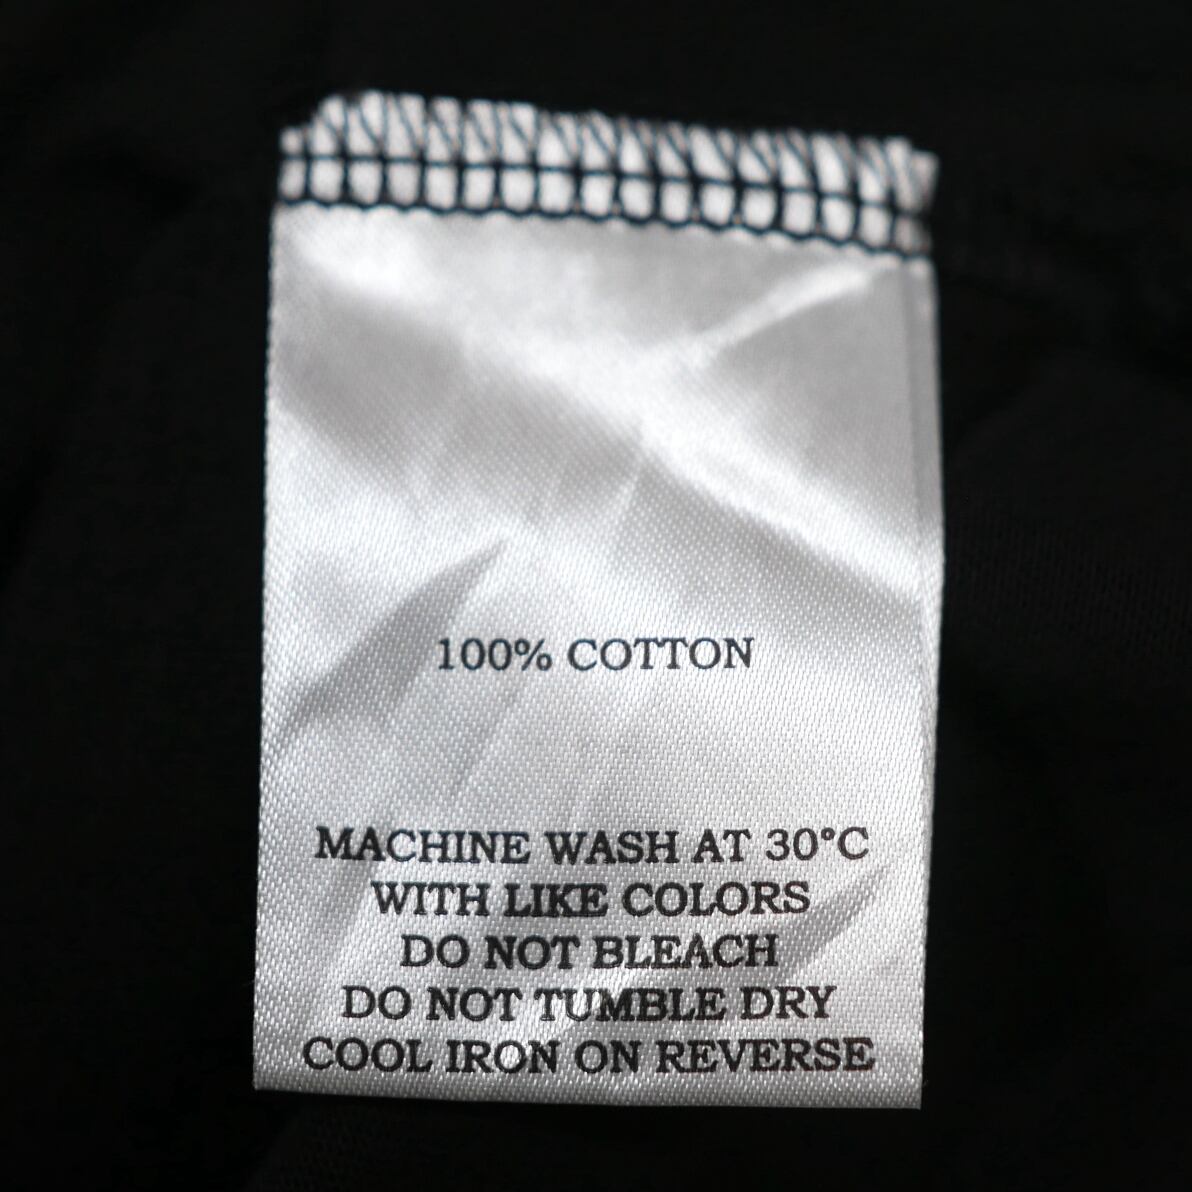 100% COTTON
MACHINE WASH AT 30°C
WITH LIKE COLORS
DO NOT BLEACH
DO NOT TUMBLE DRY
COOL IRON ON REVERSE